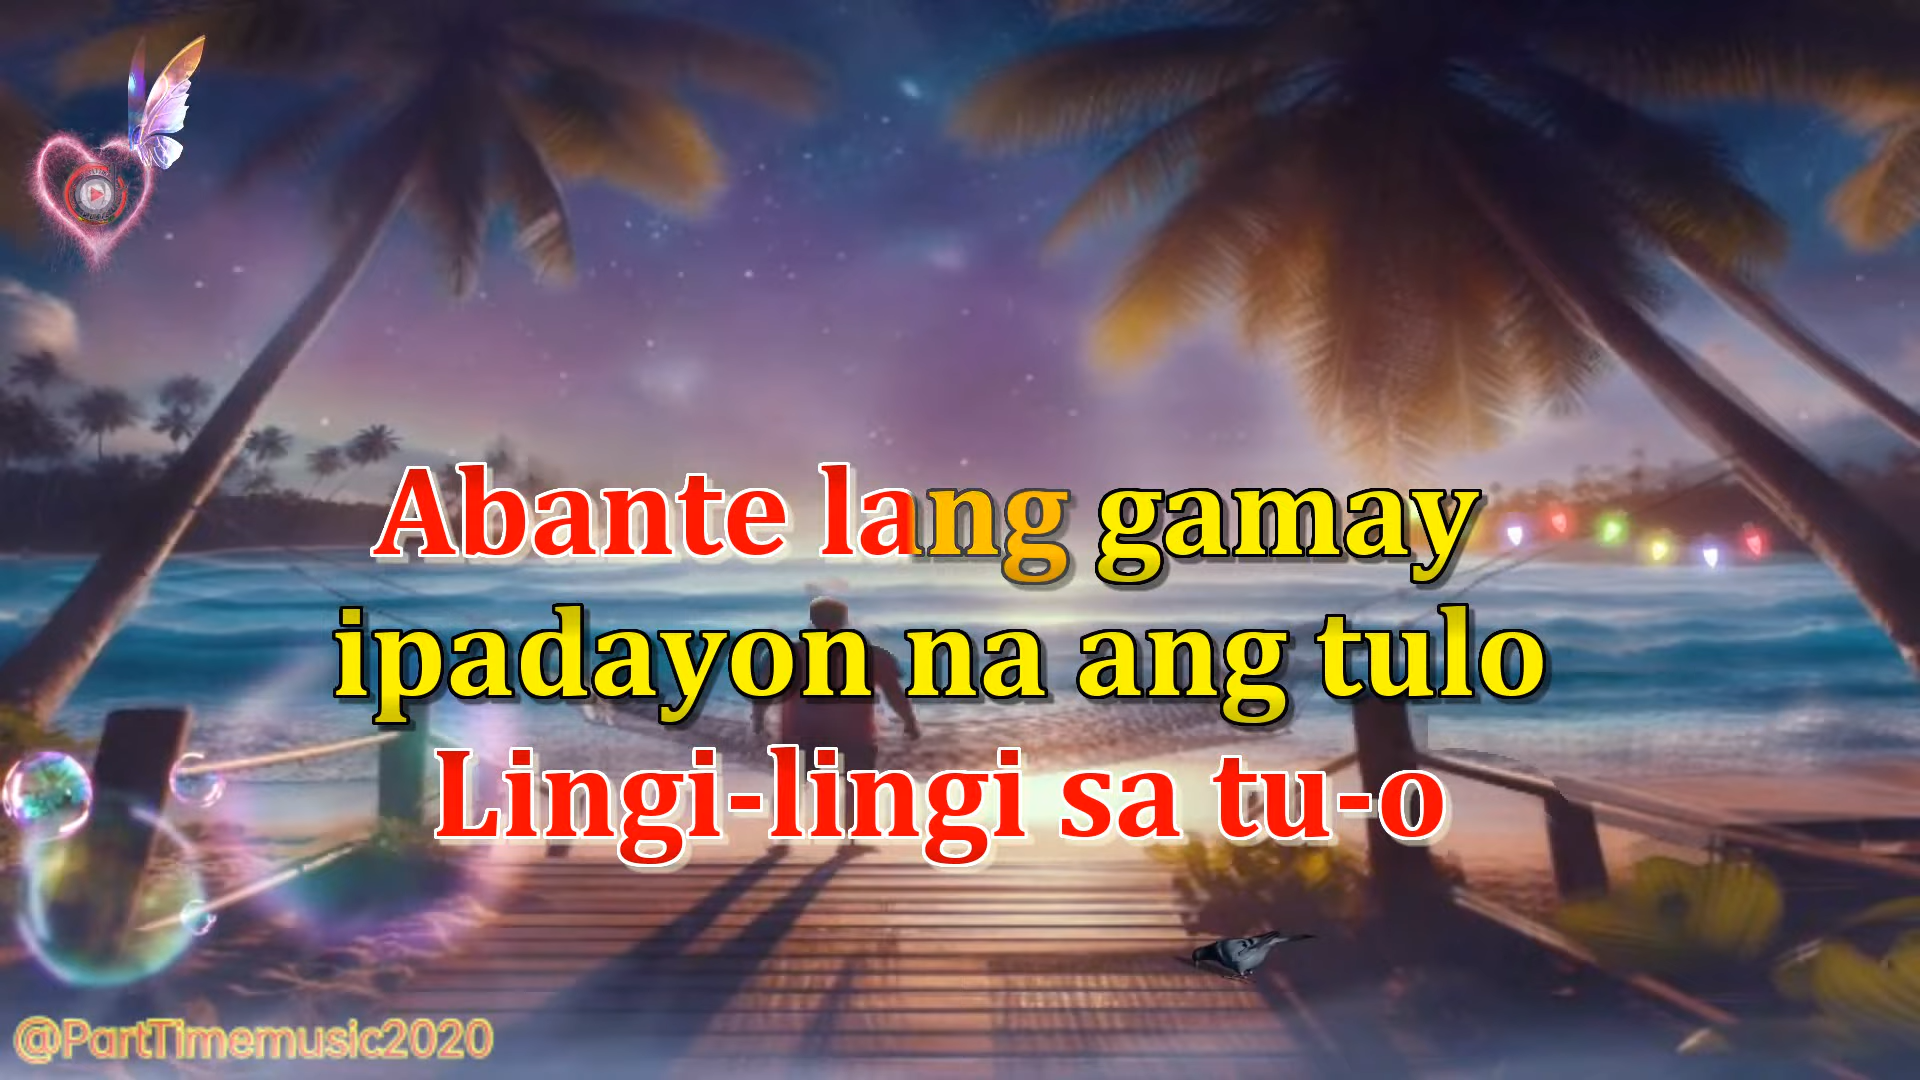 Abante lang gamay
ipadayon na ang tulo
Lingi-lingi sa tu-o
@PartTimemusic2020